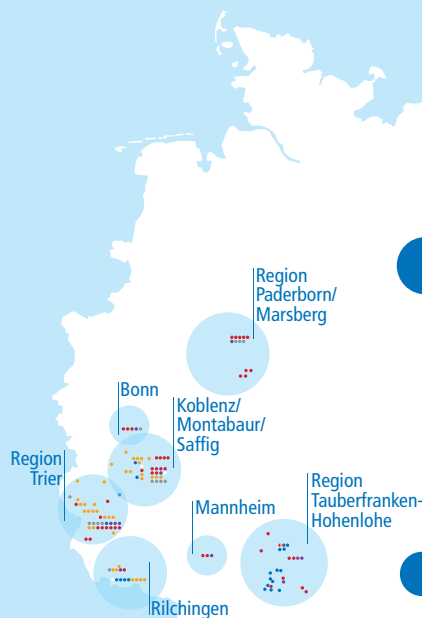 Region
Paderborn/
Marsberg
Bonn
Koblenz/
Montabaur/
Saffig
Region
Trier
Mannheim
Region
Tauberfranken-
Hohenlohe
Rilchingen